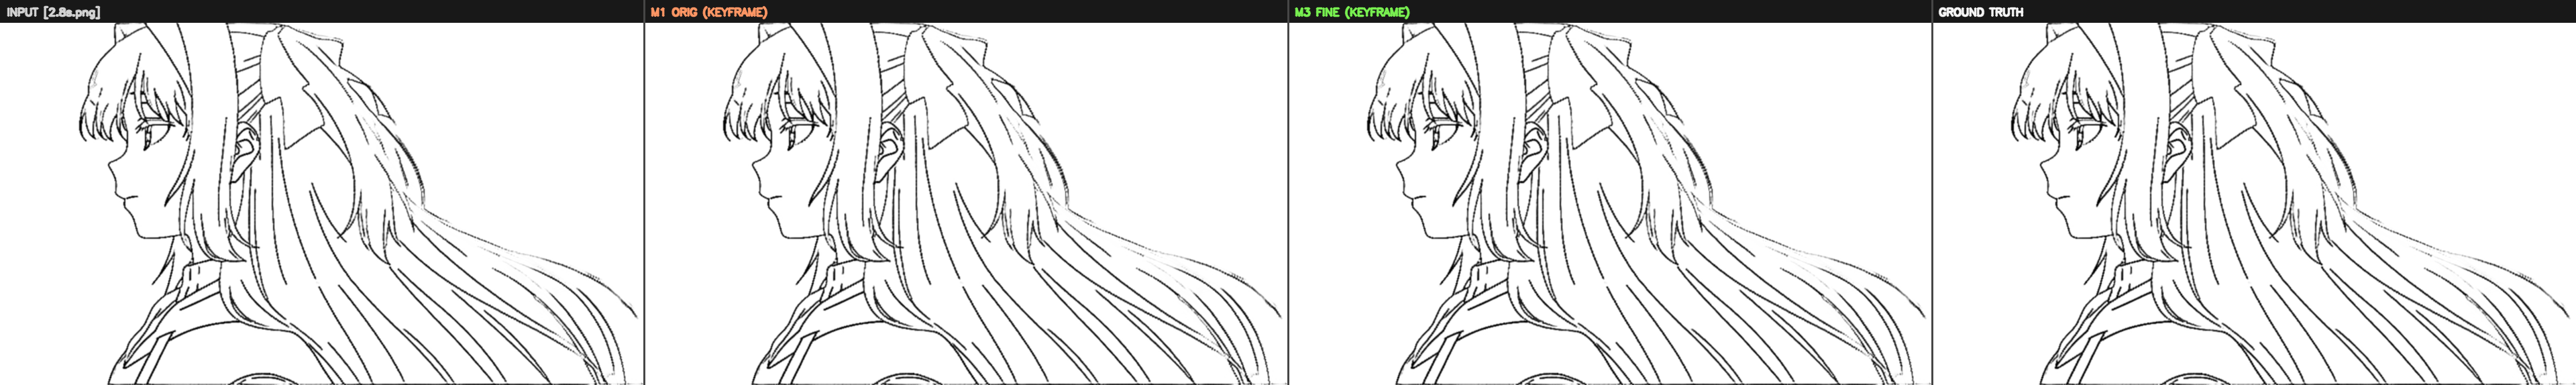 INPUT [2.8s.png]
M1 ORIG (KEYFRAME)
M3 FINE (KEYFRAME)
GROUND TRUTH